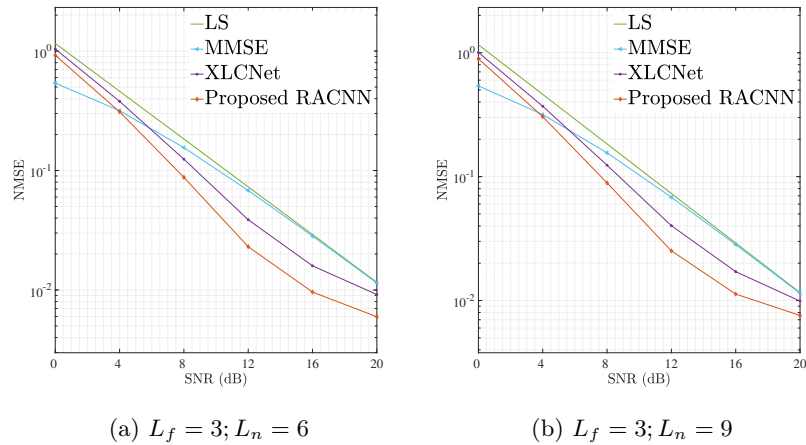 LS
MMSE
XLCNet
Proposed RACNN
10^0
10^-1
10^-2
NMSE
0 4 8 12 16 20
SNR (dB)
(a) L_f = 3; L_n = 6
LS
MMSE
XLCNet
Proposed RACNN
10^0
10^-1
10^-2
NMSE
0 4 8 12 16 20
SNR (dB)
(b) L_f = 3; L_n = 9